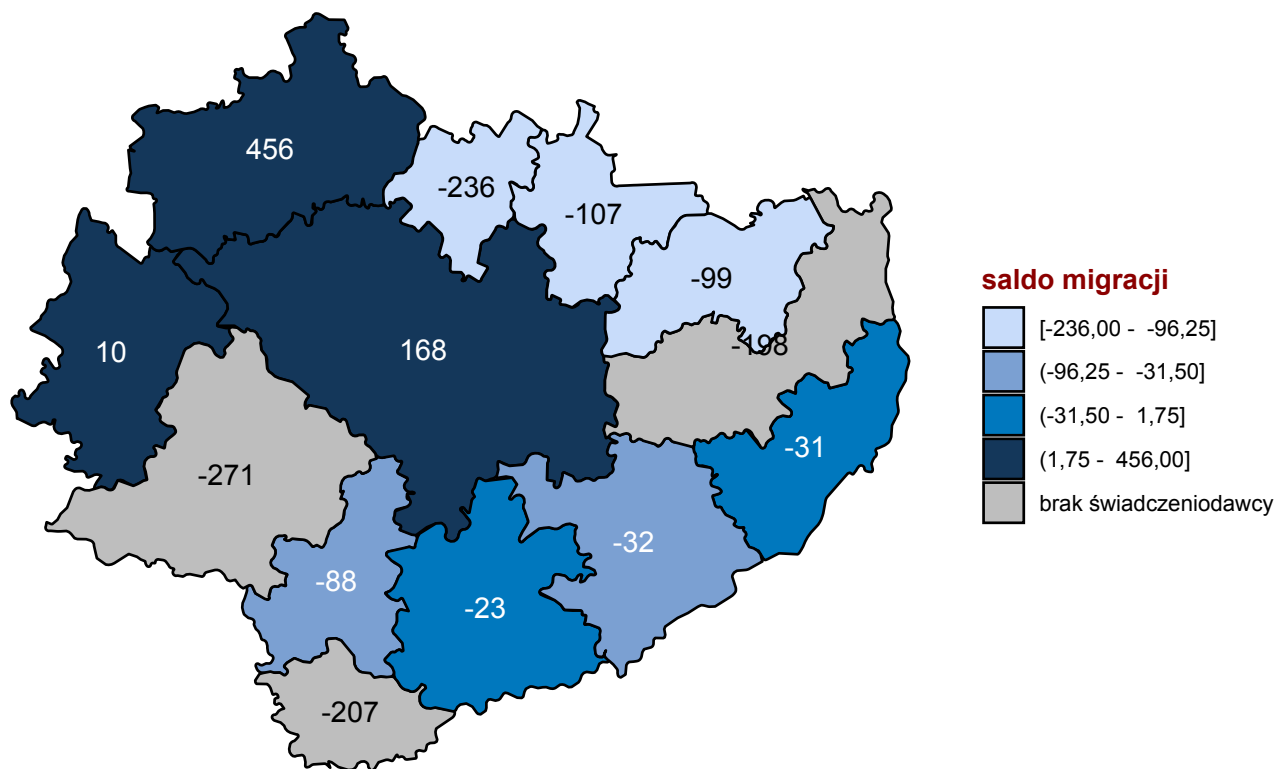 456
-236
-107
-99
10
168
-198
-271
-31
-32
-88
-23
-207
saldo migracji
[-236,00 - -96,25]
(-96,25 - -31,50]
(-31,50 - 1,75]
(1,75 - 456,00]
brak świadczeniodawcy